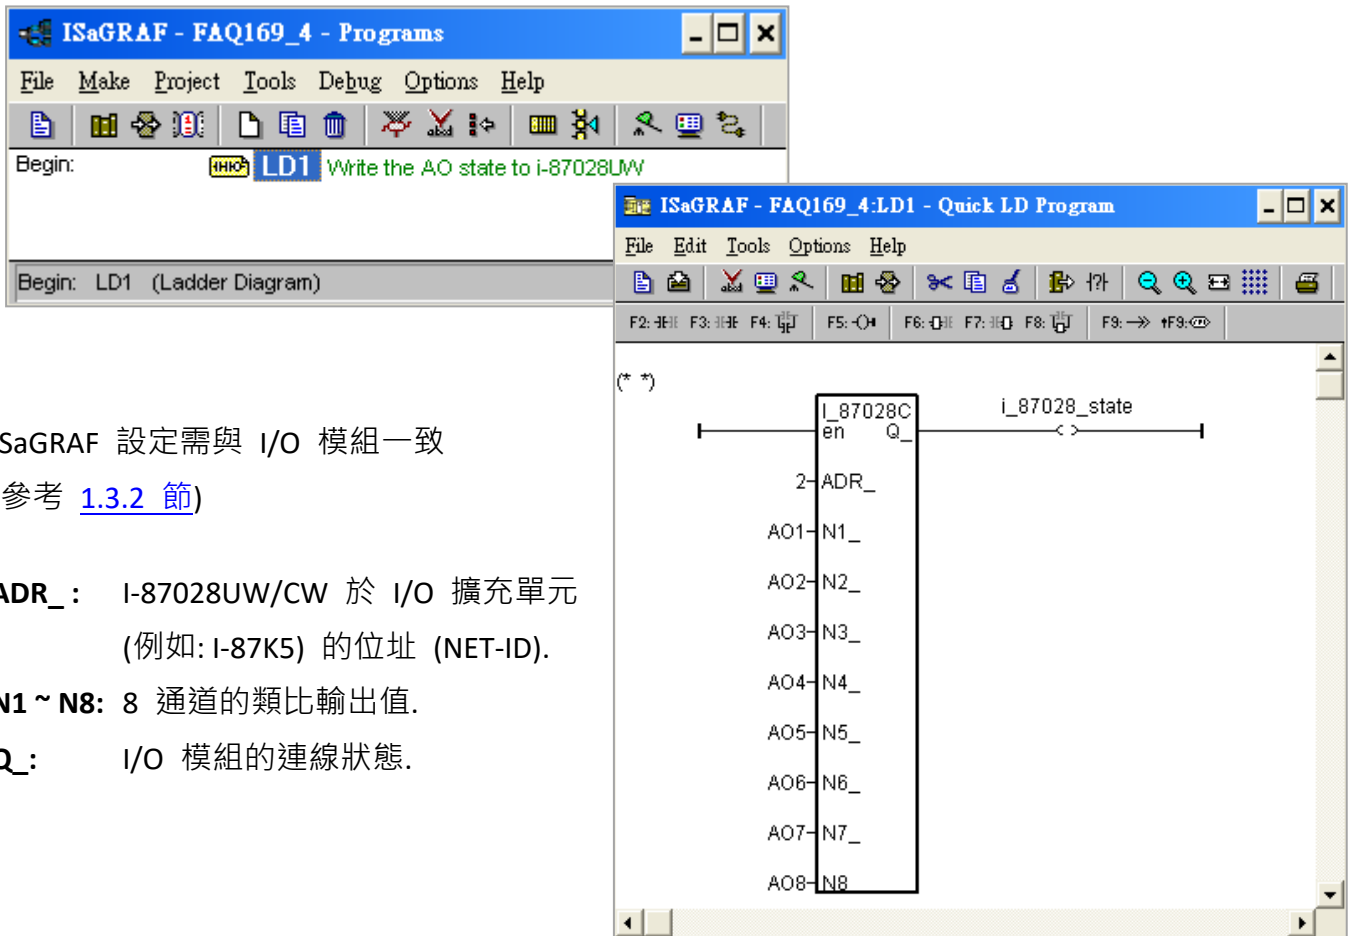 ISaGRAF - FAQ169_4 - Programs
File Make Project Tools Debug Options Help
Begin: LD1 Write the AO state to i-87028UW
Begin: LD1 (Ladder Diagram)
ISaGRAF - FAQ169_4:LD1 - Quick LD Program
File Edit Tools Options Help
F2: F3: F4: F5: F6: F7: F8: F9: F9:
(* *)
I_87028C
i_87028_state
en Q_
2 ADR_
AO1 N1_
AO2 N2_
AO3 N3_
AO4 N4_
AO5 N5_
AO6 N6_
AO7 N7_
AO8 N8
SaGRAF 設定需與 I/O 模組一致
參考 1.3.2 節)
ADR_ : I-87028UW/CW 於 I/O 擴充單元
(例如: I-87K5) 的位址 (NET-ID).
N1 ~ N8: 8 通道的類比輸出值.
Q_: I/O 模組的連線狀態.